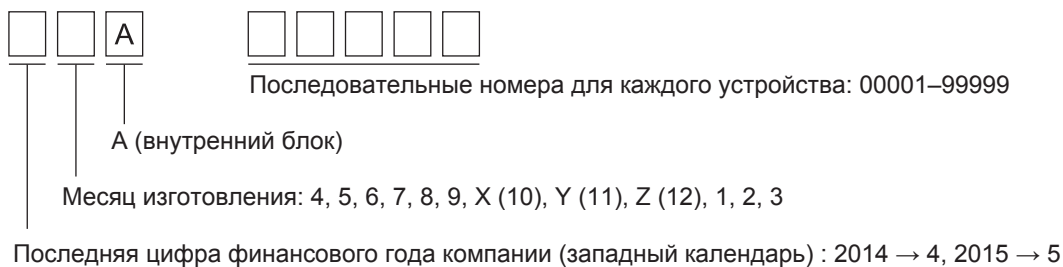 А
Последовательные номера для каждого устройства: 00001–99999
А (внутренний блок)
Месяц изготовления: 4, 5, 6, 7, 8, 9, X (10), Y (11), Z (12), 1, 2, 3
Последняя цифра финансового года компании (западный календарь) : 2014 → 4, 2015 → 5